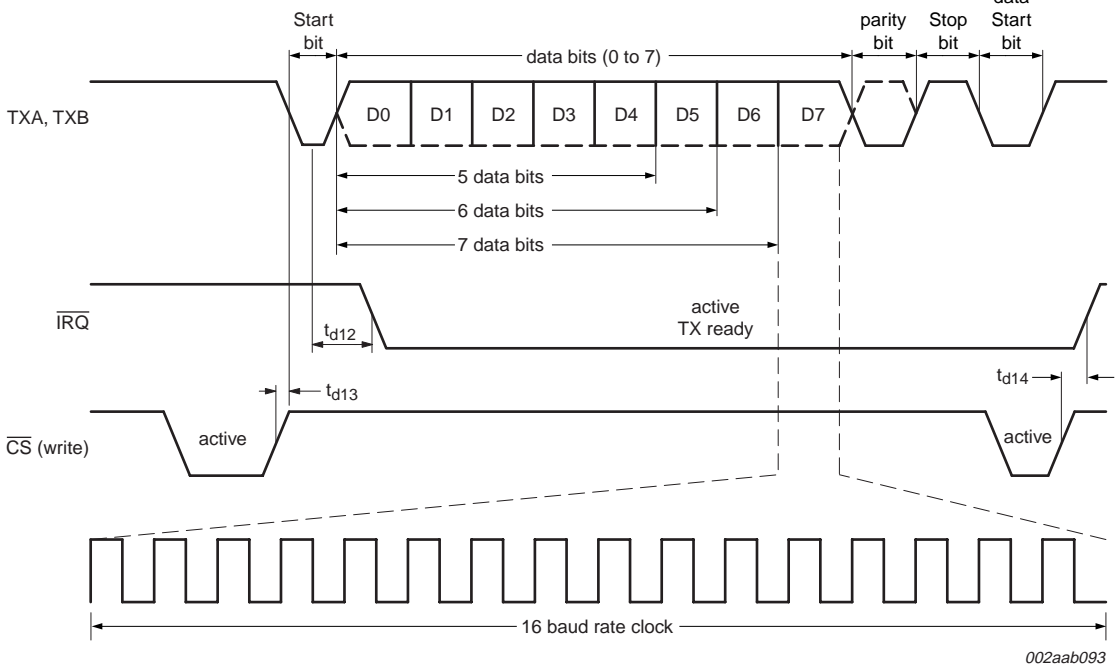 data
Start
bit
parity
bit
Stop
bit
Start
bit
data bits (0 to 7)
TXA, TXB
D0 D1 D2 D3 D4 D5 D6 D7
5 data bits
6 data bits
7 data bits
IRQ
active
TX ready
td12
td14
td13
CS (write)
active
active
16 baud rate clock
002aab093